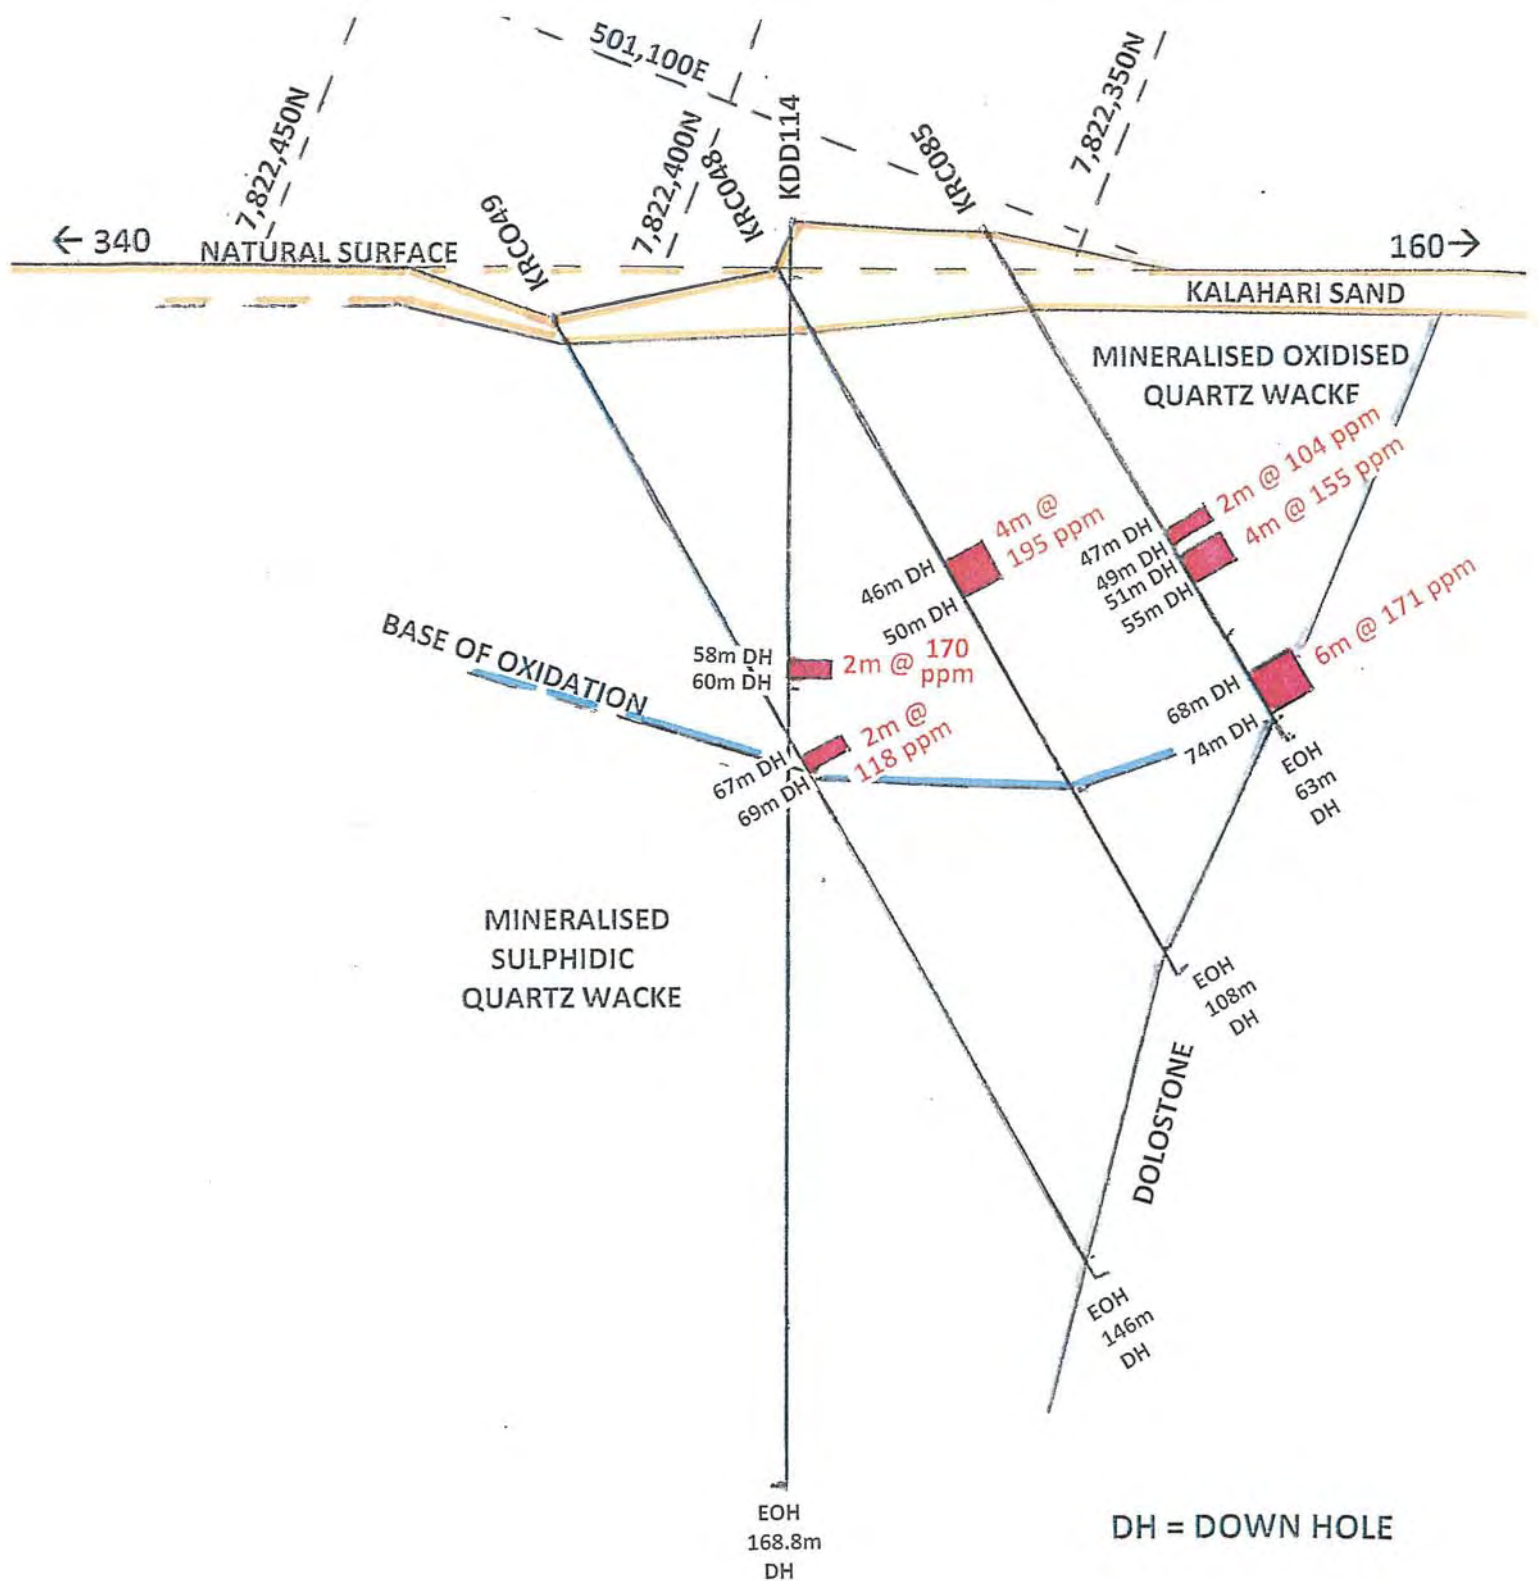 501,100E
7,822,450N
7,822,400N
7,822,350N
KRC049
KRC048
KDD114
KRC085
← 340
NATURAL SURFACE
160→
KALAHARI SAND
MINERALISED OXIDISED
QUARTZ WACKE
2m @ 104 ppm
4m @ 155 ppm
47m DH
49m DH
51m DH
55m DH
4m @
195 ppm
46m DH
50m DH
6m @ 171 ppm
68m DH
74m DH
EOH
63m
DH
BASE OF OXIDATION
58m DH
60m DH
2m @ 170
ppm
2m @
118 ppm
67m DH
69m DH
MINERALISED
SULPHIDIC
QUARTZ WACKE
EOH
108m
DH
DOLOSTONE
EOH
146m
DH
EOH
168.8m
DH
DH = DOWN HOLE